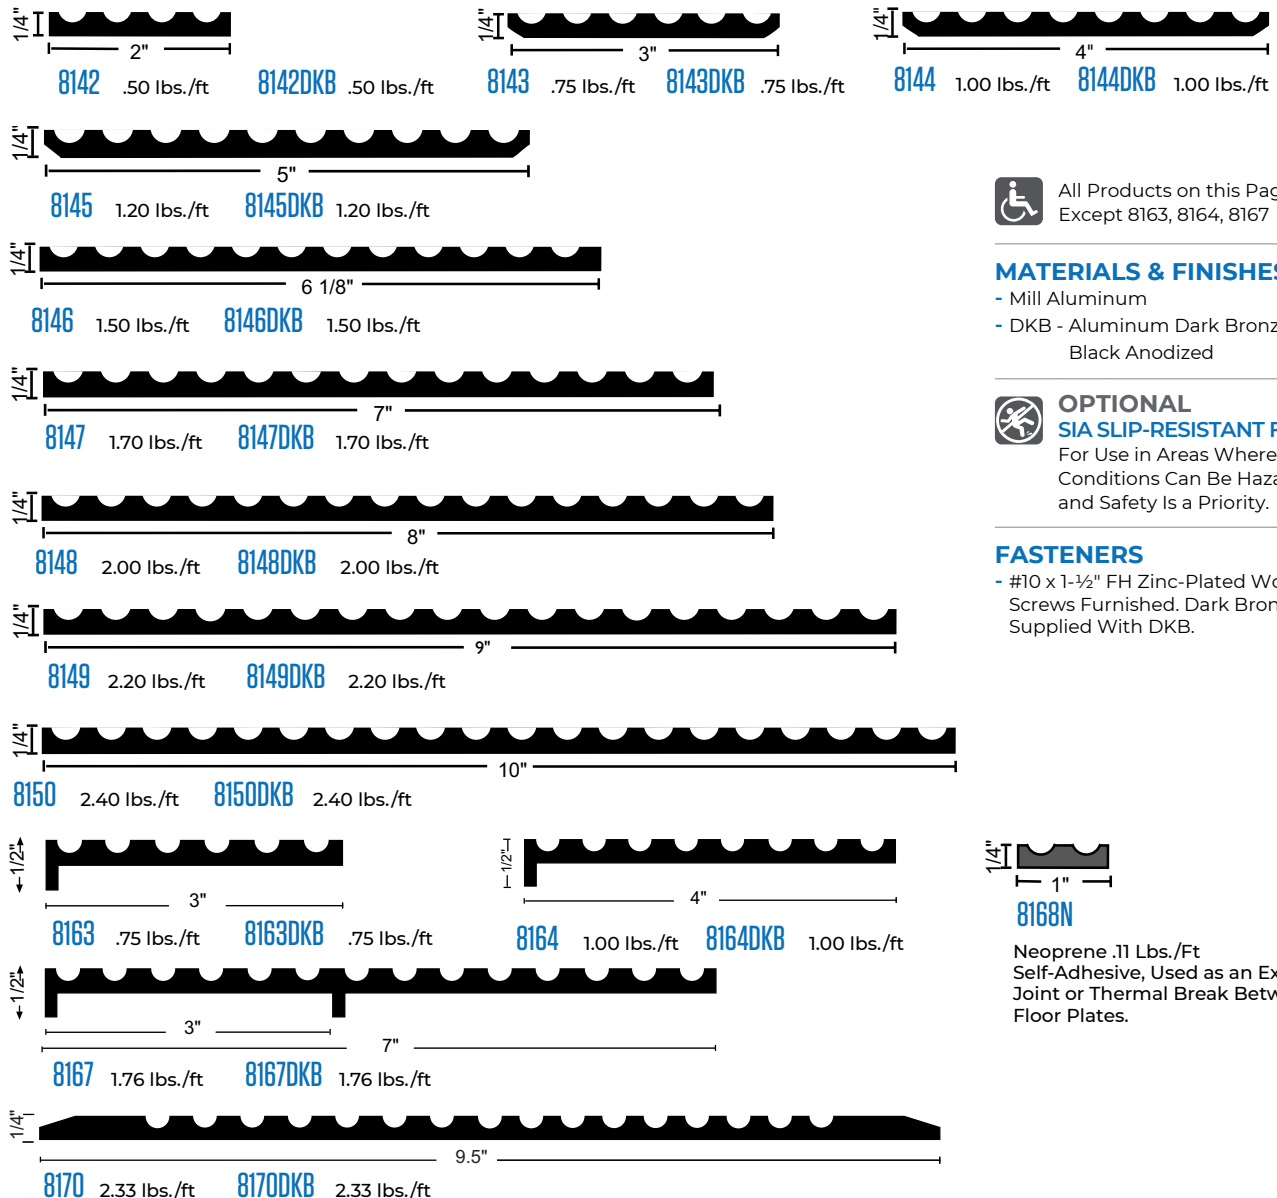 1/4" 2"
8142 .50 lbs./ft 8142DKB .50 lbs./ft
1/4" 3"
8143 .75 lbs./ft 8143DKB .75 lbs./ft
1/4" 4"
8144 1.00 lbs./ft 8144DKB 1.00 lbs./ft
1/4" 5"
8145 1.20 lbs./ft 8145DKB 1.20 lbs./ft
1/4" 6 1/8"
8146 1.50 lbs./ft 8146DKB 1.50 lbs./ft
1/4" 7"
8147 1.70 lbs./ft 8147DKB 1.70 lbs./ft
1/4" 8"
8148 2.00 lbs./ft 8148DKB 2.00 lbs./ft
1/4" 9"
8149 2.20 lbs./ft 8149DKB 2.20 lbs./ft
1/4" 10"
8150 2.40 lbs./ft 8150DKB 2.40 lbs./ft
1/2" 3"
8163 .75 lbs./ft 8163DKB .75 lbs./ft
1/2" 4"
8164 1.00 lbs./ft 8164DKB 1.00 lbs./ft
1/2" 3"
7"
8167 1.76 lbs./ft 8167DKB 1.76 lbs./ft
1/4" 9.5"
8170 2.33 lbs./ft 8170DKB 2.33 lbs./ft
All Products on this
Except 8163, 8164, 8167
MATERIALS & FINISHES
- Mill Aluminum
- DKB - Aluminum Dark
Black Anodized
OPTIONAL
SIA SLIP-RESISTANT
For Use in Areas Where
Conditions Can Be
and Safety Is a Priority.
FASTENERS
- #10 x 1-½" FH Zinc-Plated
Screws Furnished. Dark
Supplied With DKB.
1/4" 1"
8168N
Neoprene .11 Lbs./Ft
Self-Adhesive, Used as an
Joint or Thermal Break
Floor Plates.